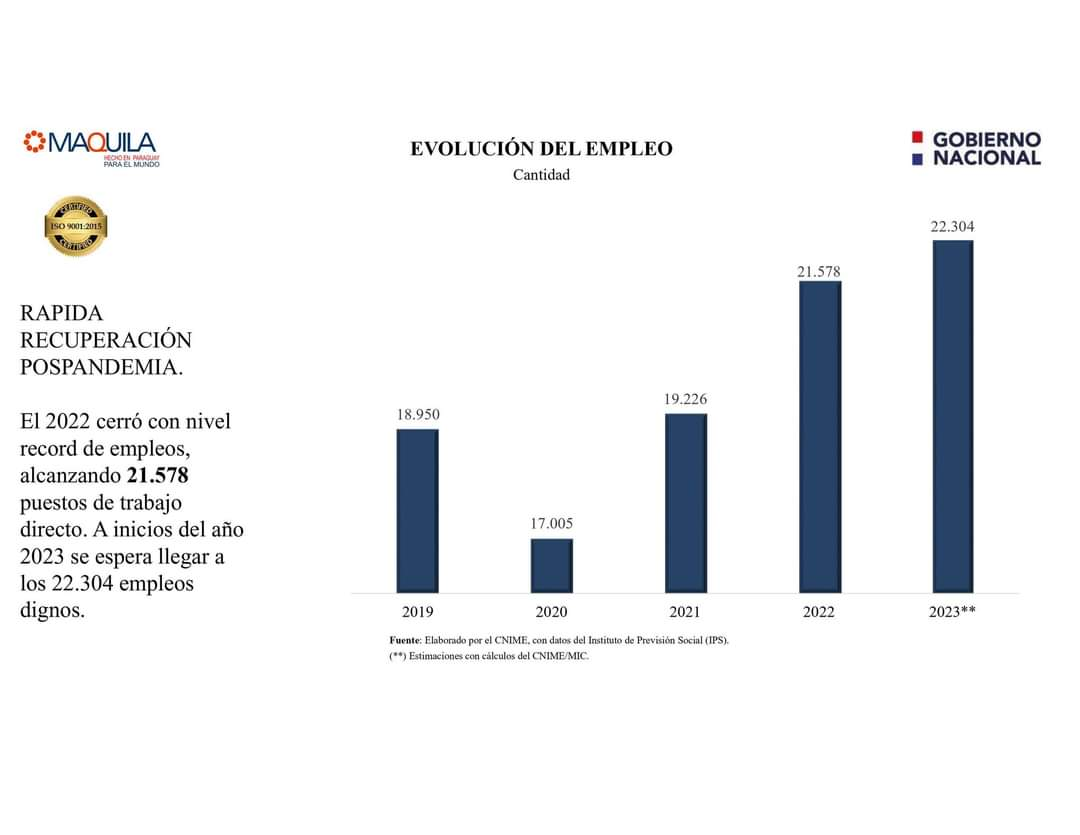 MAQUILA
HECHO EN PARAGUAY
PARA EL MUNDO
EVOLUCIÓN DEL EMPLEO
Cantidad
GOBIERNO
NACIONAL
CERTIFIED
ISO 9001:2015
CERTIFIED
RAPIDA
RECUPERACIÓN
POSPANDEMIA.
El 2022 cerró con nivel
record de empleos,
alcanzando 21.578
puestos de trabajo
directo. A inicios del año
2023 se espera llegar a
los 22.304 empleos
dignos.
18.950
17.005
19.226
21.578
22.304
2019
2020
2021
2022
2023**
Fuente: Elaborado por el CNIME, con datos del Instituto de Previsión Social (IPS).
(**) Estimaciones con cálculos del CNIME/MIC.